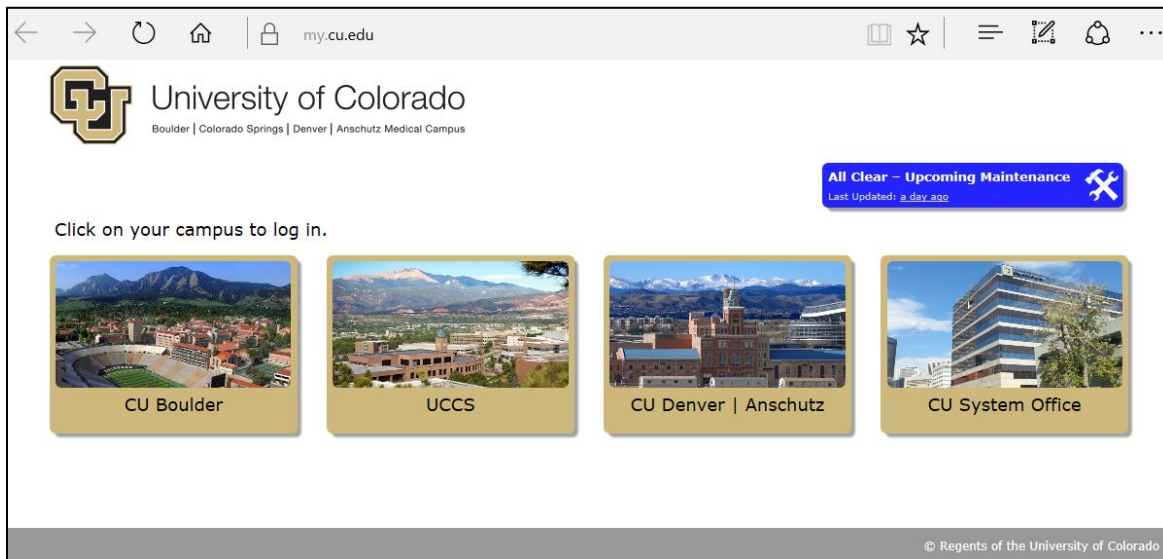 my.cu.edu
CU
University of Colorado
Boulder | Colorado Springs | Denver | Anschutz Medical Campus
All Clear – Upcoming Maintenance
Last Updated: a day ago
Click on your campus to log in.
CU Boulder
UCCS
CU Denver | Anschutz
CU System Office
© Regents of the University of Colorado